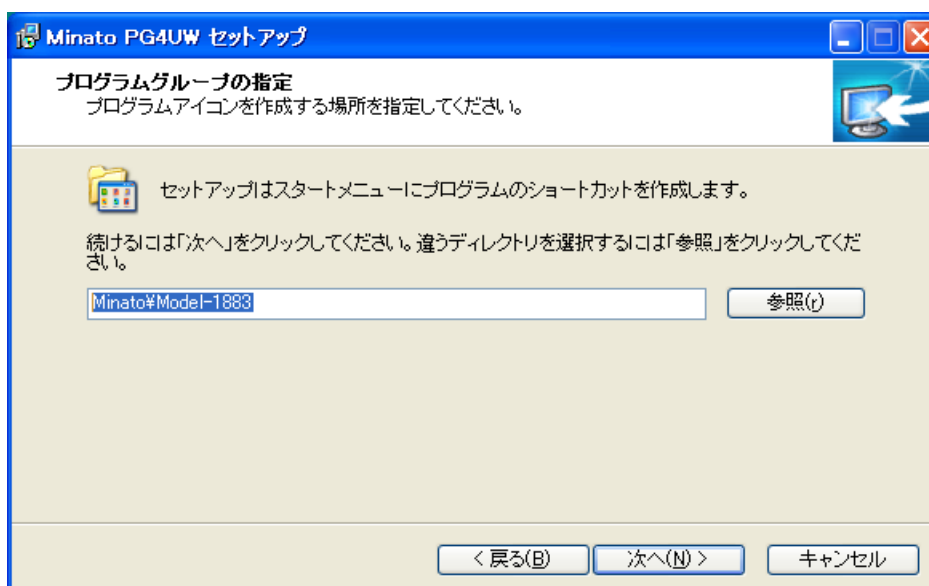 Minato PG4UW セットアップ
プログラムグループの指定
プログラムアイコンを作成する場所を指定してください。
セットアップはスタートメニューにプログラムのショートカットを作成します。
続けるには「次へ」をクリックしてください。違うディレクトリを選択するには「参照」をクリックしてくだ
さい。
Minato¥Model-1883
参照(r)
< 戻る(B)
次へ(N) >
キャンセル